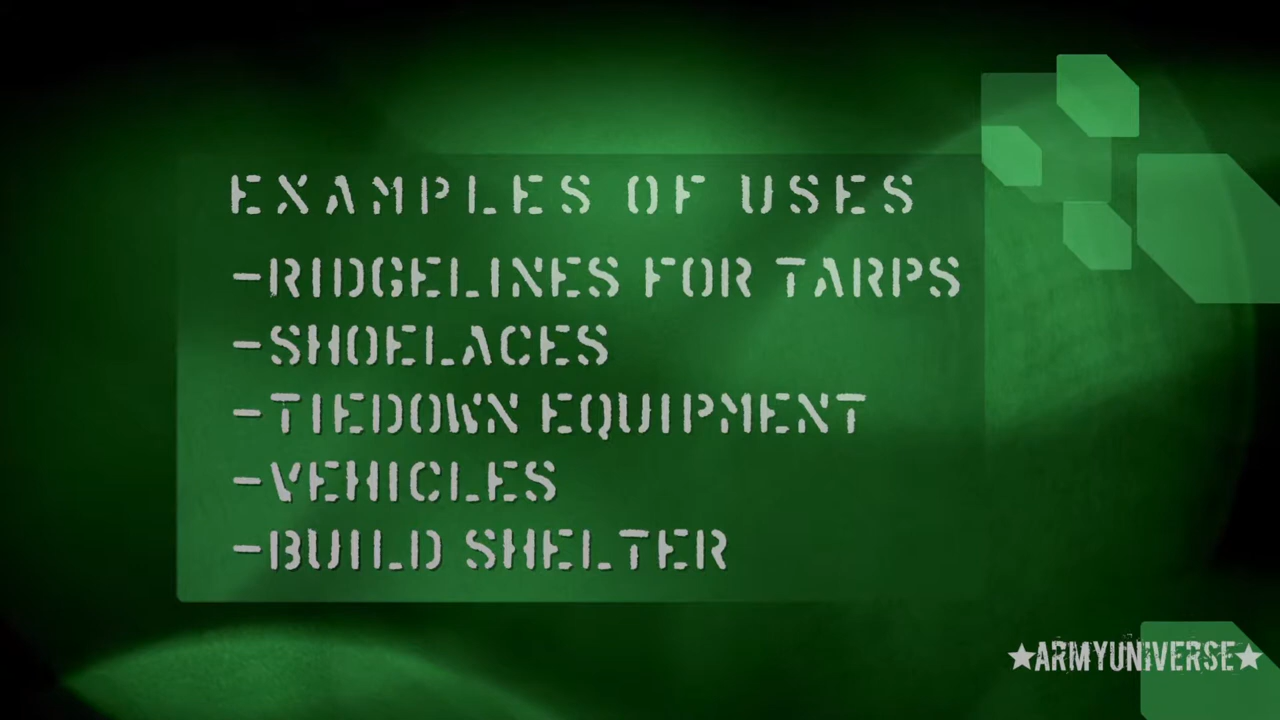 EXAMPLES OF USES
-RIDGELINES FOR TARPS
-SHOELACES
-TIEDOWN EQUIPMENT
-VEHICLES
-BUILD SHELTER
★ARMYUNIVERSE★